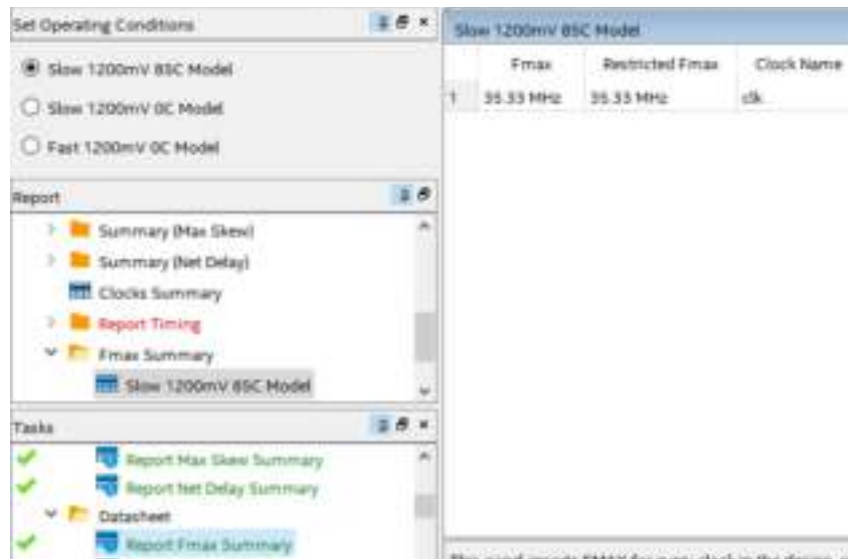 Set Operating Conditions
Slow 1200mV 85C Model
Slow 1200mV 0C Model
Fast 1200mV 0C Model
Report
Summary (Max Skew)
Summary (Net Delay)
Clocks Summary
Report Timing
Fmax Summary
Slow 1200mV 85C Model
Tasks
Report Max Skew Summary
Report Net Delay Summary
Datasheet
Report Fmax Summary
Slow 1200mV 85C Model
Fmax Restricted Fmax Clock Name
1 35.33 MHz 35.33 MHz clk